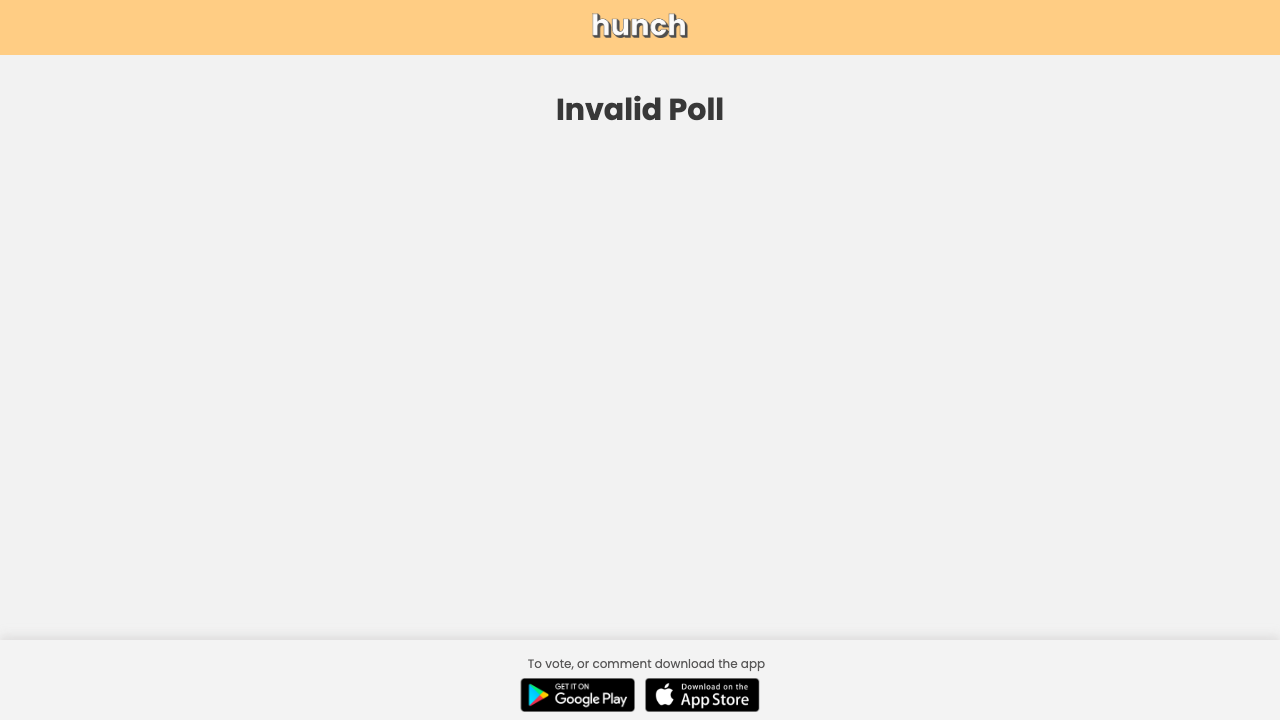 hunch
Invalid Poll
To vote, or comment download the app
GET IT ON
Google Play
Download on the
App Store